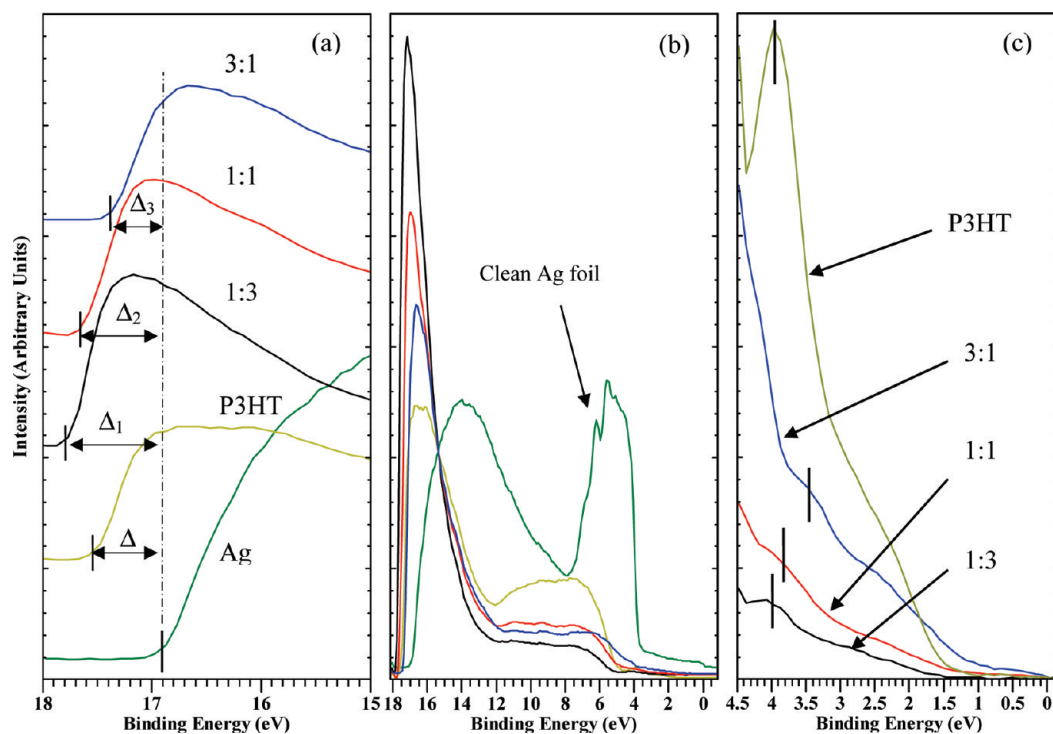 (a)
3:1
Δ3
1:1
Δ2
1:3
Δ1
P3HT
Δ
Ag
Intensity (Arbitrary Units)
18 17 16 15
Binding Energy (eV)
(b)
Clean Ag foil
18 16 14 12 10 8 6 4 2 0
Binding Energy (eV)
(c)
P3HT
3:1
1:1
1:3
4.5 4 3.5 3 2.5 2 1.5 1 0.5 0
Binding Energy (eV)